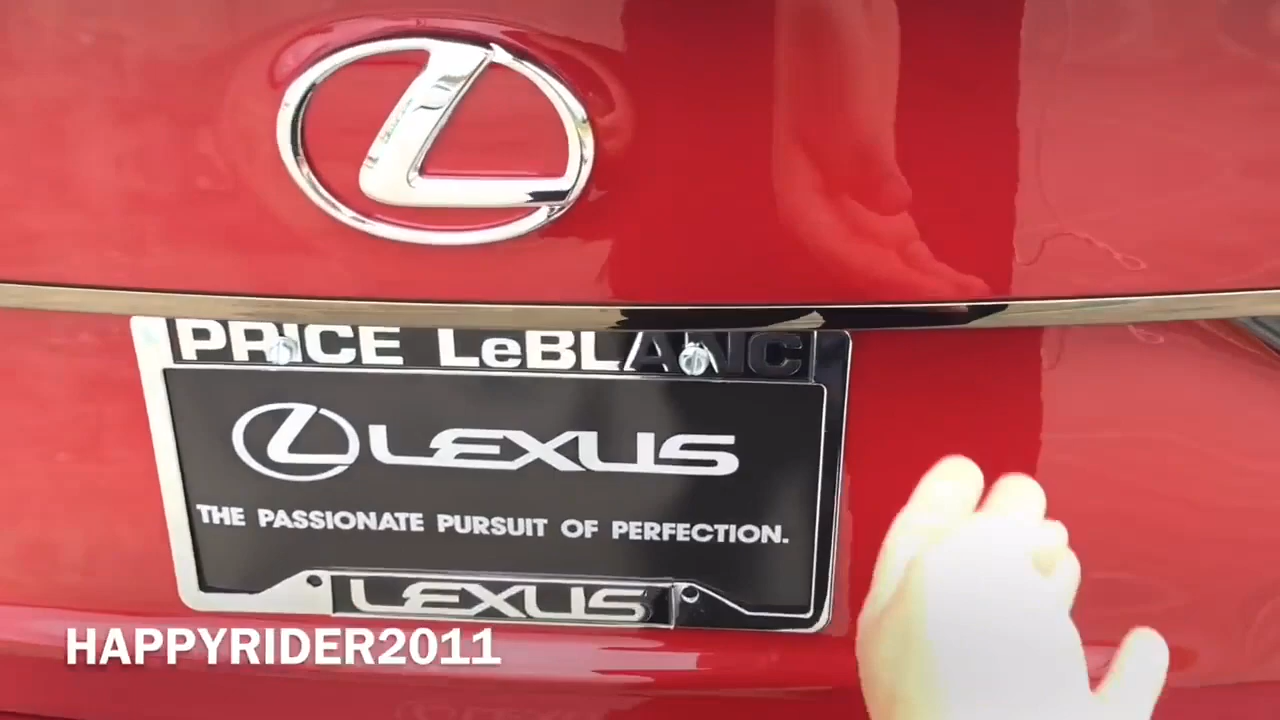 PRICE LeBLANC
LEXUS
THE PASSIONATE PURSUIT OF PERFECTION.
LEXUS
HAPPYRIDER2011